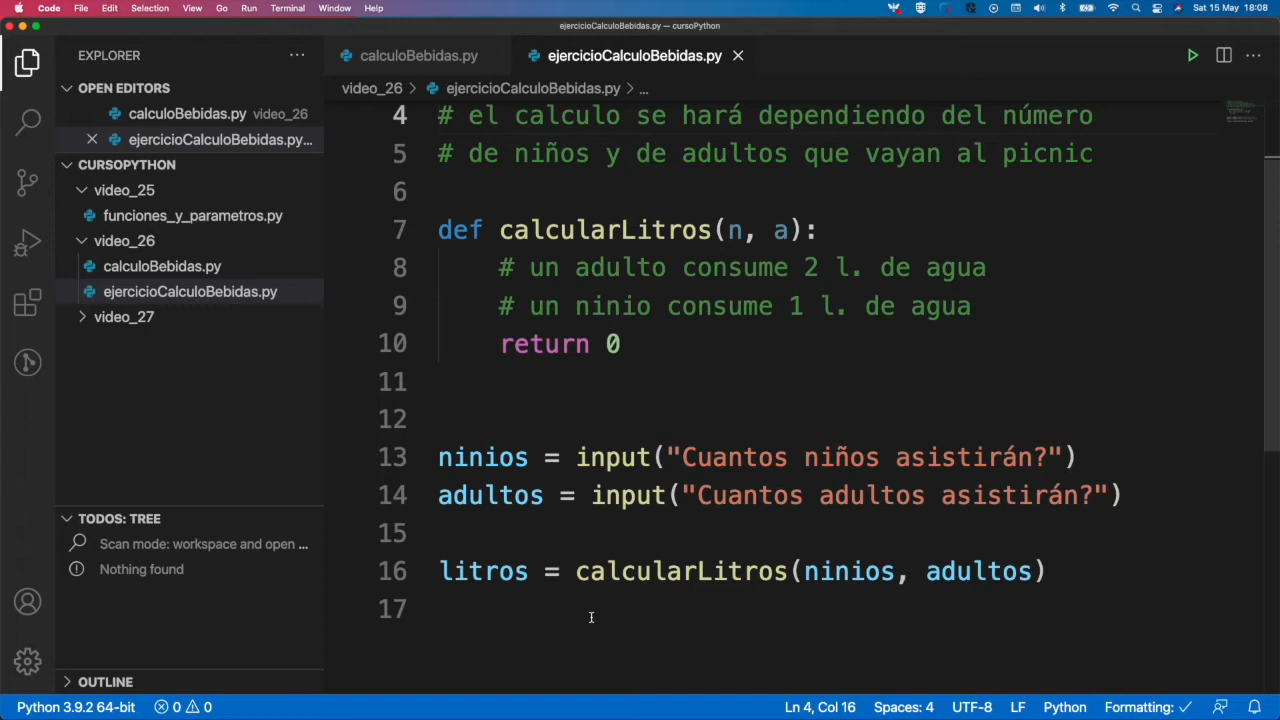 Code File Edit Selection View Go Run Terminal Window Help Sat 15 May 18:08
ejercicioCalculoBebidas.py — cursoPython
EXPLORER
calculoBebidas.py ejercicioCalculoBebidas.py
OPEN EDITORS
calculoBebidas.py video_26
ejercicioCalculoBebidas.py...
CURSOPYTHON
video_25
funciones_y_parametros.py
video_26
calculoBebidas.py
ejercicioCalculoBebidas.py
video_27
TODOS: TREE
Scan mode: workspace and open ...
Nothing found
OUTLINE
video_26 > ejercicioCalculoBebidas.py > ...
4 # el calculo se hará dependiendo del número
5 # de niños y de adultos que vayan al picnic
6
7 def calcularLitros(n, a):
8 # un adulto consume 2 l. de agua
9 # un ninio consume 1 l. de agua
10 return 0
11
12
13 ninios = input("Cuantos niños asistirán?")
14 adultos = input("Cuantos adultos asistirán?")
15
16 litros = calcularLitros(ninios, adultos)
17
Python 3.9.2 64-bit 0 0 Ln 4, Col 16 Spaces: 4 UTF-8 LF Python Formatting: ✓